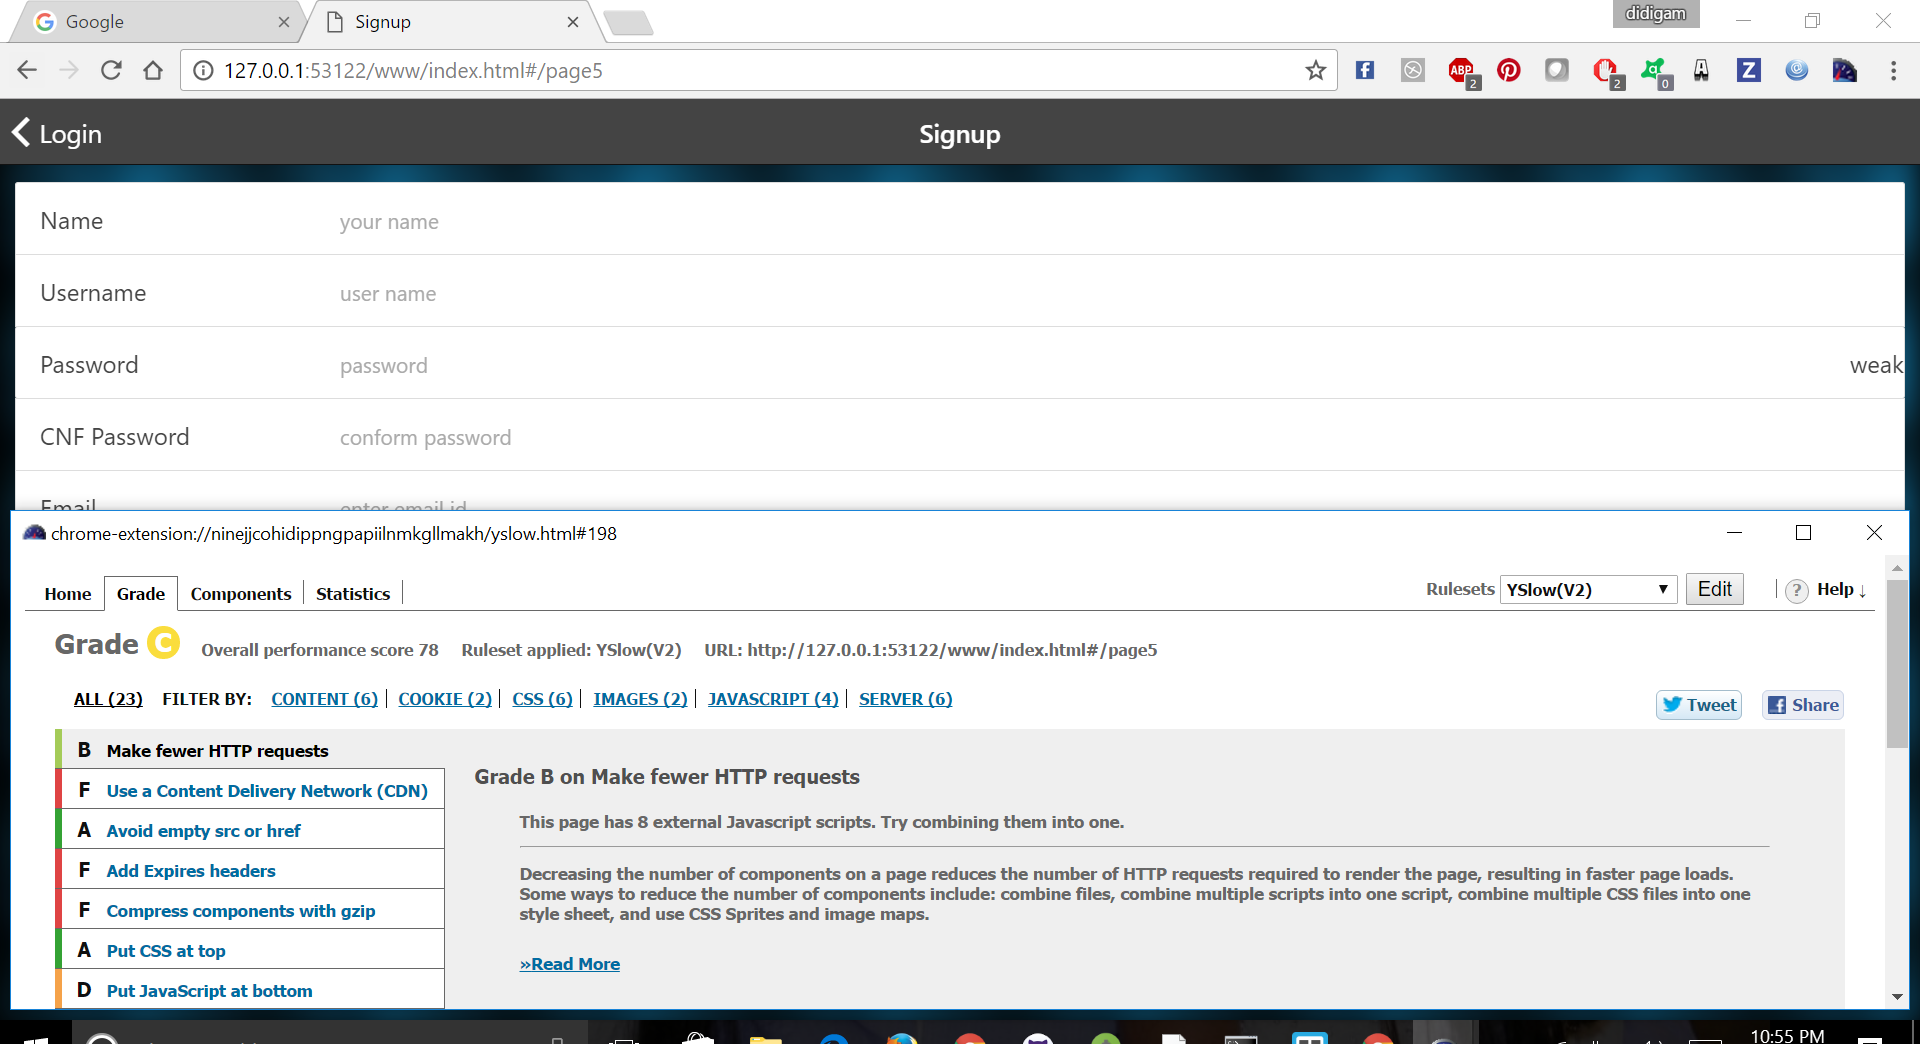 Google
Signup
didigam
127.0.0.1:53122/www/index.html#/page5
ABP
2
2
0
Z
Login
Signup
Name your name
Username user name
Password password weak
CNF Password conform password
Email enter email id
chrome-extension://ninejjcohidippngpapiilnmkgllmakh/yslow.html#198
Home Grade Components Statistics Rulesets YSlow(V2) Edit ? Help ↓
Grade C Overall performance score 78 Ruleset applied: YSlow(V2) URL: http://127.0.0.1:53122/www/index.html#/page5
ALL (23) FILTER BY: CONTENT (6) COOKIE (2) CSS (6) IMAGES (2) JAVASCRIPT (4) SERVER (6)
Tweet Share
B Make fewer HTTP requests
F Use a Content Delivery Network (CDN)
A Avoid empty src or href
F Add Expires headers
F Compress components with gzip
A Put CSS at top
D Put JavaScript at bottom
Grade B on Make fewer HTTP requests
This page has 8 external Javascript scripts. Try combining them into one.
Decreasing the number of components on a page reduces the number of HTTP requests required to render the page, resulting in faster page loads.
Some ways to reduce the number of components include: combine files, combine multiple scripts into one script, combine multiple CSS files into one
style sheet, and use CSS Sprites and image maps.
»Read More
10:55 PM